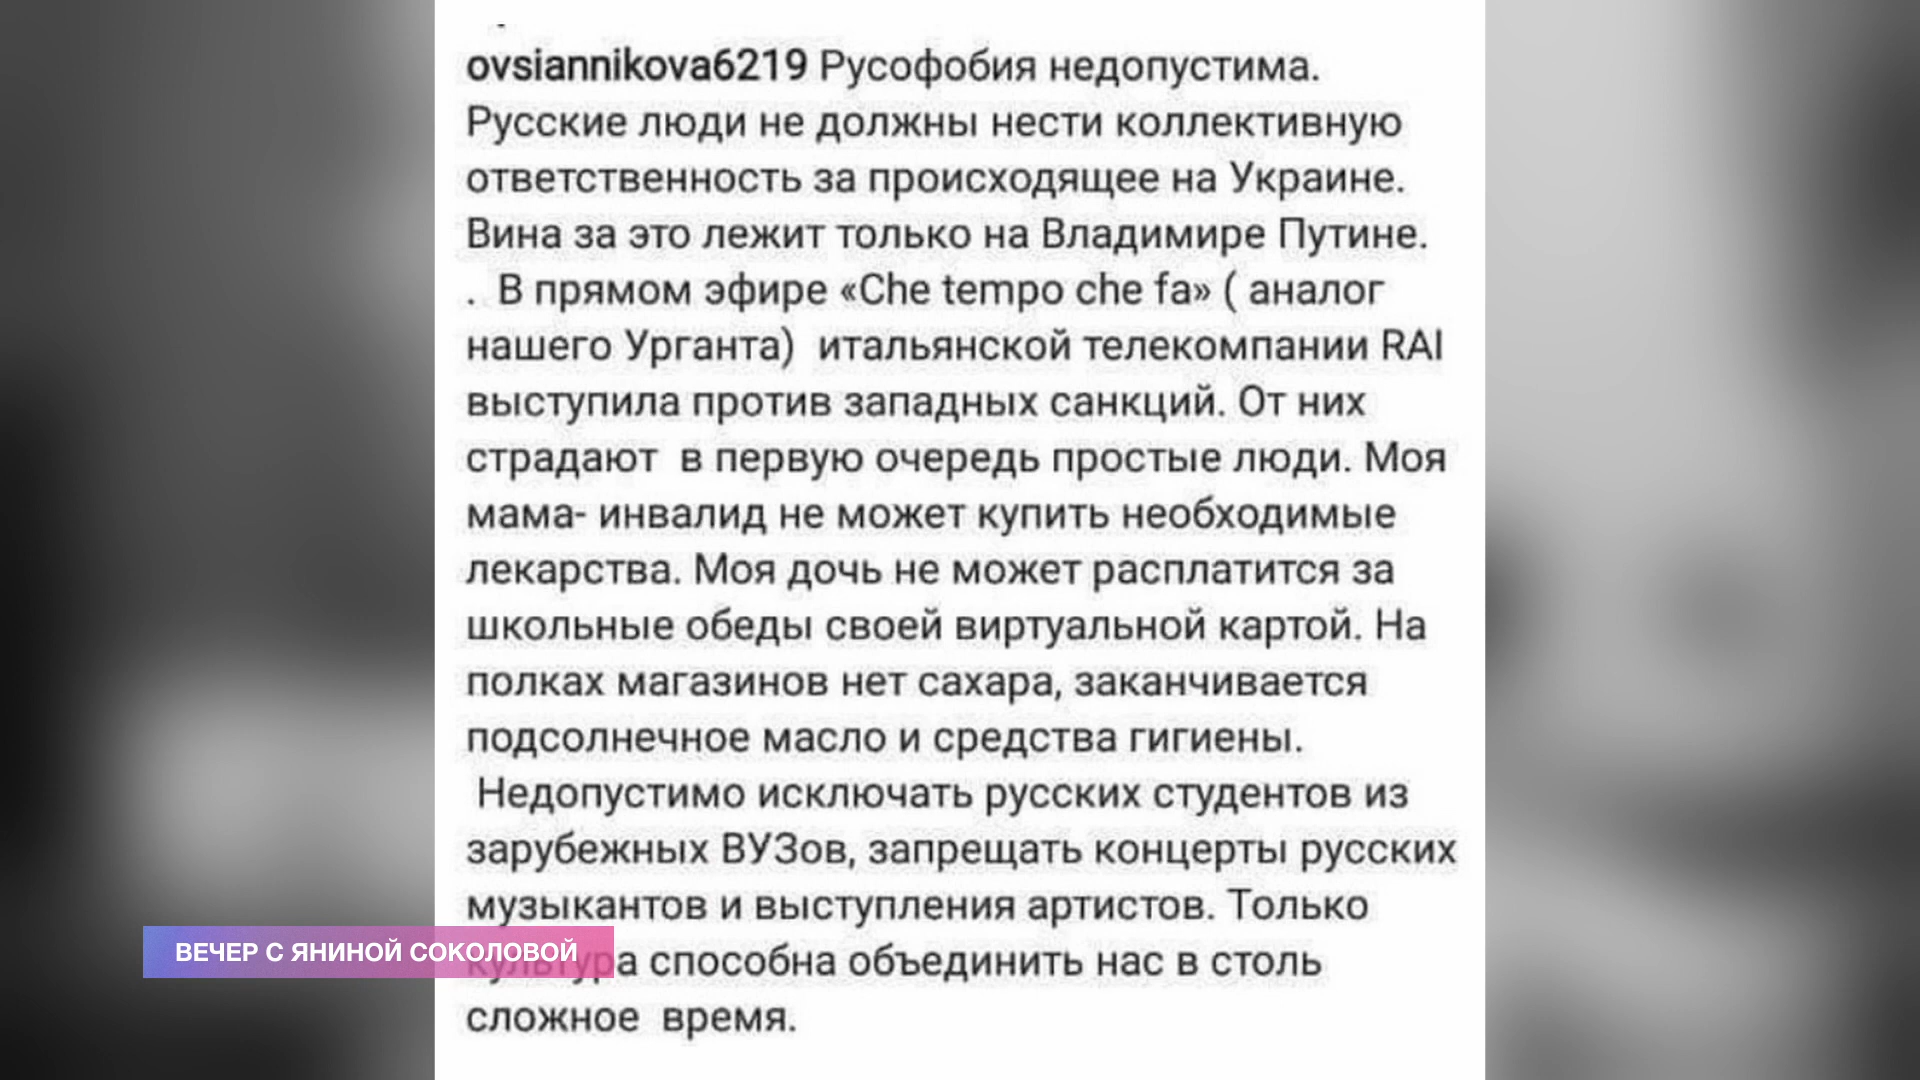 ovsiannikova6219 Русофобия недопустима.
Русские люди не должны нести коллективную
ответственность за происходящее на Украине.
Вина за это лежит только на Владимире Путине.
. В прямом эфире «Che tempo che fa» ( аналог
нашего Урганта) итальянской телекомпании RAI
выступила против западных санкций. От них
страдают в первую очередь простые люди. Моя
мама- инвалид не может купить необходимые
лекарства. Моя дочь не может расплатится за
школьные обеды своей виртуальной картой. На
полках магазинов нет сахара, заканчивается
подсолнечное масло и средства гигиены.
Недопустимо исключать русских студентов из
зарубежных ВУЗов, запрещать концерты русских
музыкантов и выступления артистов. Только
культура способна объединить нас в столь
сложное время.
ВЕЧЕР С ЯНИНОЙ СОКОЛОВОЙ